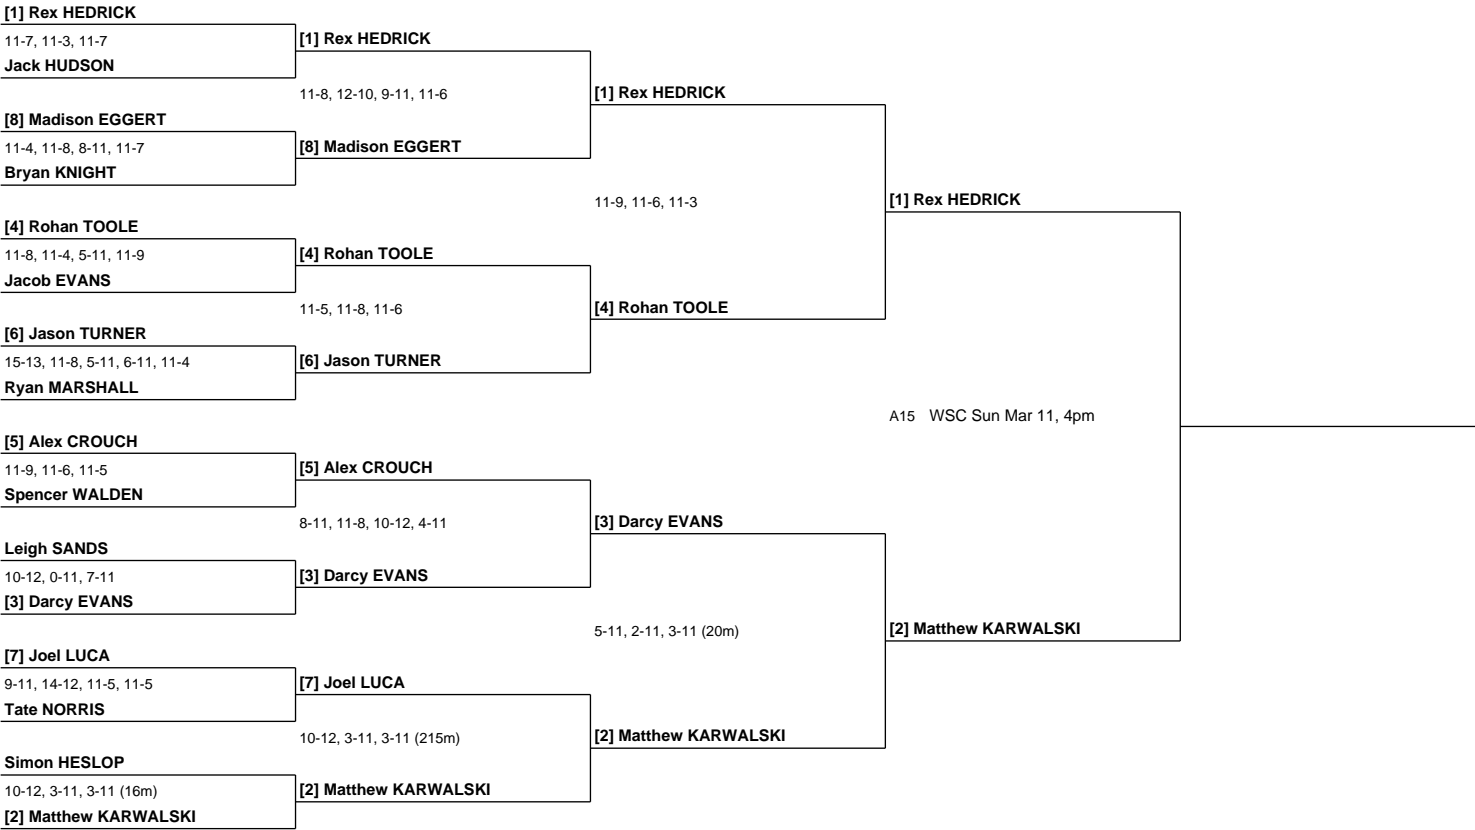 [1] Rex HEDRICK
11-7, 11-3, 11-7
Jack HUDSON
[8] Madison EGGERT
11-4, 11-8, 8-11, 11-7
Bryan KNIGHT
[4] Rohan TOOLE
11-8, 11-4, 5-11, 11-9
Jacob EVANS
[6] Jason TURNER
15-13, 11-8, 5-11, 6-11, 11-4
Ryan MARSHALL
[5] Alex CROUCH
11-9, 11-6, 11-5
Spencer WALDEN
Leigh SANDS
10-12, 0-11, 7-11
[3] Darcy EVANS
[7] Joel LUCA
9-11, 14-12, 11-5, 11-5
Tate NORRIS
Simon HESLOP
10-12, 3-11, 3-11 (16m)
[2] Matthew KARWALSKI
[1] Rex HEDRICK
11-8, 12-10, 9-11, 11-6
[8] Madison EGGERT
[4] Rohan TOOLE
11-5, 11-8, 11-6
[6] Jason TURNER
[5] Alex CROUCH
8-11, 11-8, 10-12, 4-11
[3] Darcy EVANS
[7] Joel LUCA
10-12, 3-11, 3-11 (215m)
[2] Matthew KARWALSKI
[1] Rex HEDRICK
11-9, 11-6, 11-3
[4] Rohan TOOLE
[3] Darcy EVANS
5-11, 2-11, 3-11 (20m)
[2] Matthew KARWALSKI
[1] Rex HEDRICK
A15 WSC Sun Mar 11, 4pm
[2] Matthew KARWALSKI